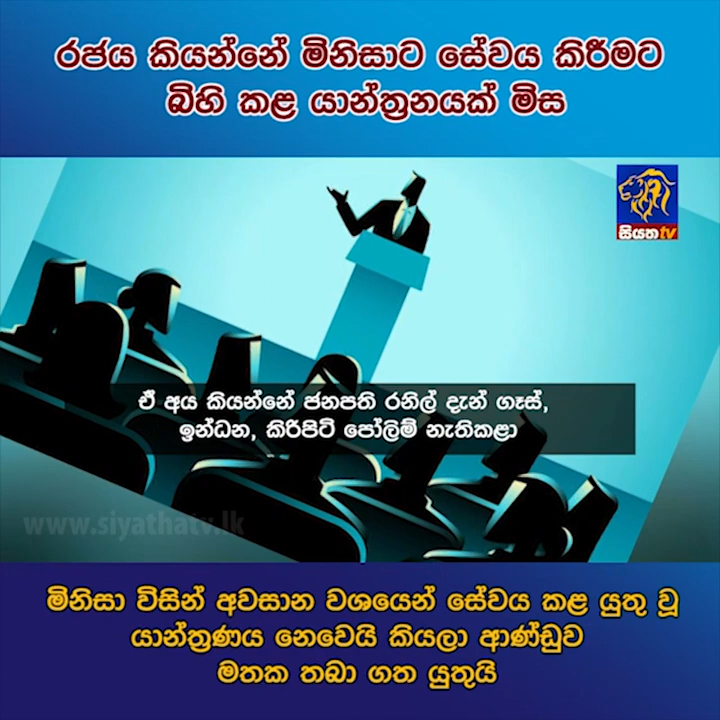 රජය කියන්නේ මිනිසාට සේවය කිරීමට
බිහි කළ යාන්ත්‍රනයක් මිස
සියත tv
ඒ අය කියන්නේ ජනපති රනිල් දැන් ගෑස්,
ඉන්ධන, කිරිපිටි පෝලිම් නැතිකළා
www.siyathatv.lk
මිනිසා විසින් අවසාන වශයෙන් සේවය කළ යුතු වූ
යාන්ත්‍රණය නෙවෙයි කියලා ආණ්ඩුව
මතක තබා ගත යුතුයි